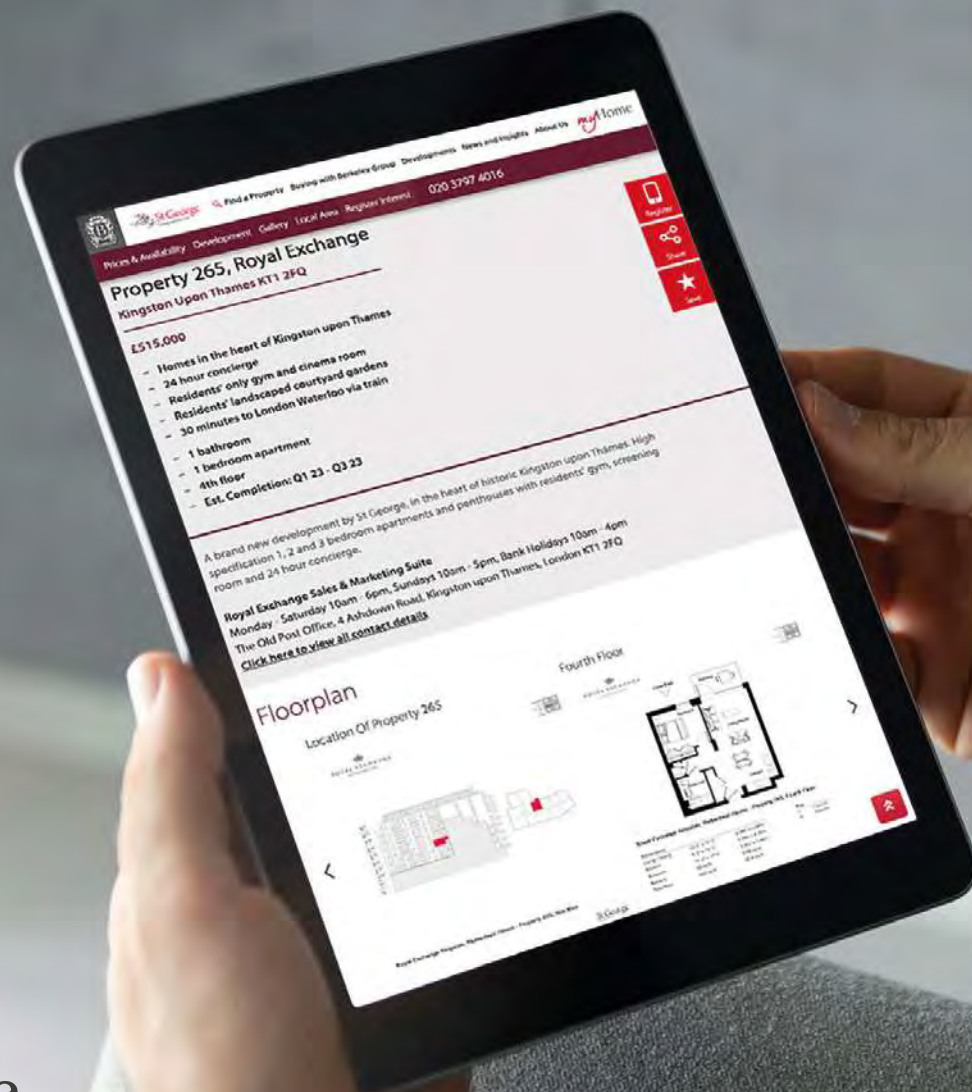 St George
Find a Property Buying with Berkeley Group Developments News and Insights About Us myHome
Prices & Availability Development Gallery Local Area Register Interest 020 3797 4016
Register
Share
Save
Property 265, Royal Exchange
Kingston Upon Thames KT1 2FQ
£515,000
– Homes in the heart of Kingston upon Thames
– 24 hour concierge
– Residents' only gym and cinema room
– Residents' landscaped courtyard gardens
– 30 minutes to London Waterloo via train
– 1 bathroom
– 1 bedroom apartment
– 4th floor
– Est. Completion: Q1 23 - Q3 23
A brand new development by St George, in the heart of historic Kingston upon Thames. High
specification 1, 2 and 3 bedroom apartments and penthouses with residents' gym, screening
room and 24 hour concierge.
Royal Exchange Sales & Marketing Suite
Monday - Saturday 10am - 6pm, Sundays 10am - 5pm, Bank Holidays 10am - 4pm
The Old Post Office, 4 Ashdown Road, Kingston upon Thames, London KT1 2FQ
Click here to view all contact details
Floorplan
Location Of Property 265
Fourth Floor
ROYAL EXCHANGE
ROYAL EXCHANGE
St George